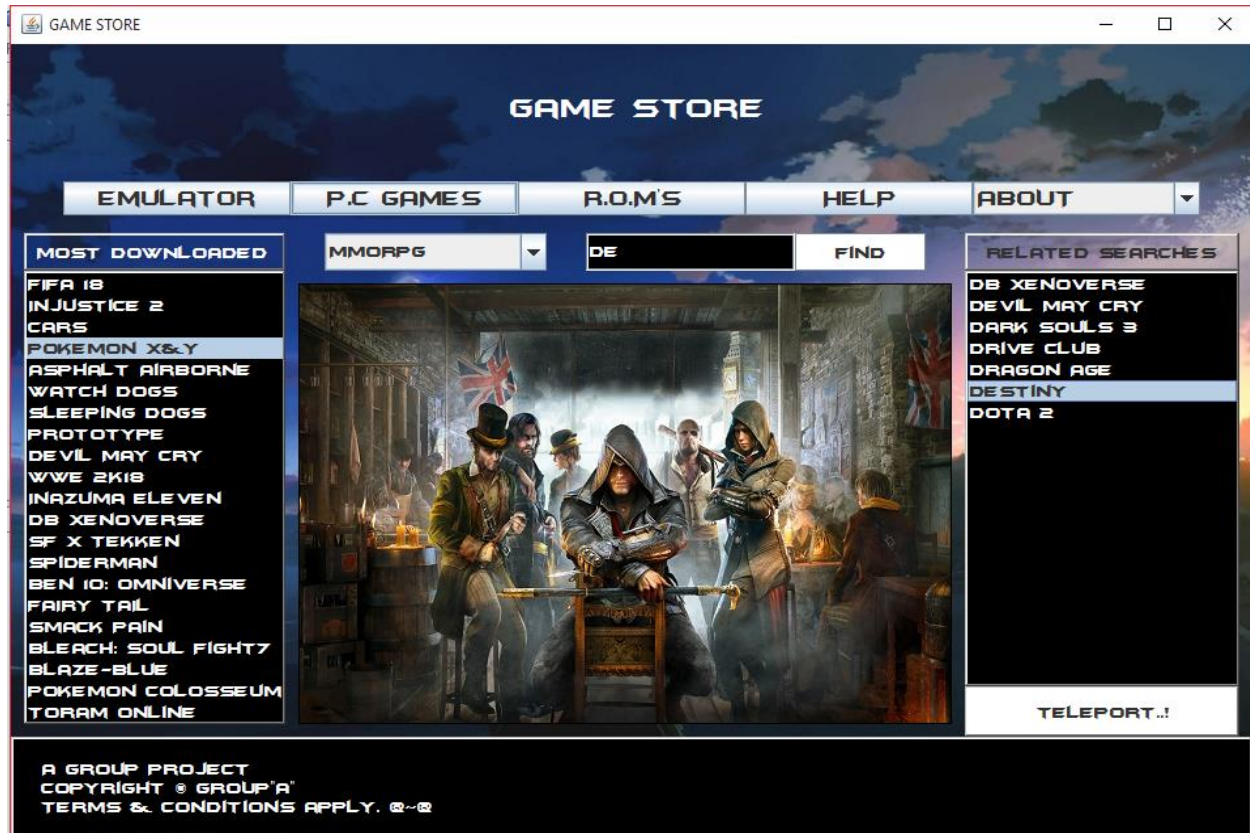 GAME STORE
GAME STORE
EMULATOR
P.C GAMES
R.O.M'S
HELP
ABOUT
MOST DOWNLOADED
MMORPG
DE
FIND
RELATED SEARCHES
FIFA 18
INJUSTICE 2
CARS
POKEMON X&Y
ASPHALT AIRBORNE
WATCH DOGS
SLEEPING DOGS
PROTOTYPE
DEVIL MAY CRY
WWE 2K18
INAZUMA ELEVEN
DB XENOVERSE
SF X TEKKEN
SPIDERMAN
BEN 10: OMNIVERSE
FAIRY TAIL
SMACK PAIN
BLEACH: SOUL FIGHT7
BLAZE-BLUE
POKEMON COLOSSEUM
TORAM ONLINE
DB XENOVERSE
DEVIL MAY CRY
DARK SOULS 3
DRIVE CLUB
DRAGON AGE
DESTINY
DOTA 2
TELEPORT..!
A GROUP PROJECT
COPYRIGHT @ GROUP"A"
TERMS & CONDITIONS APPLY. @~@